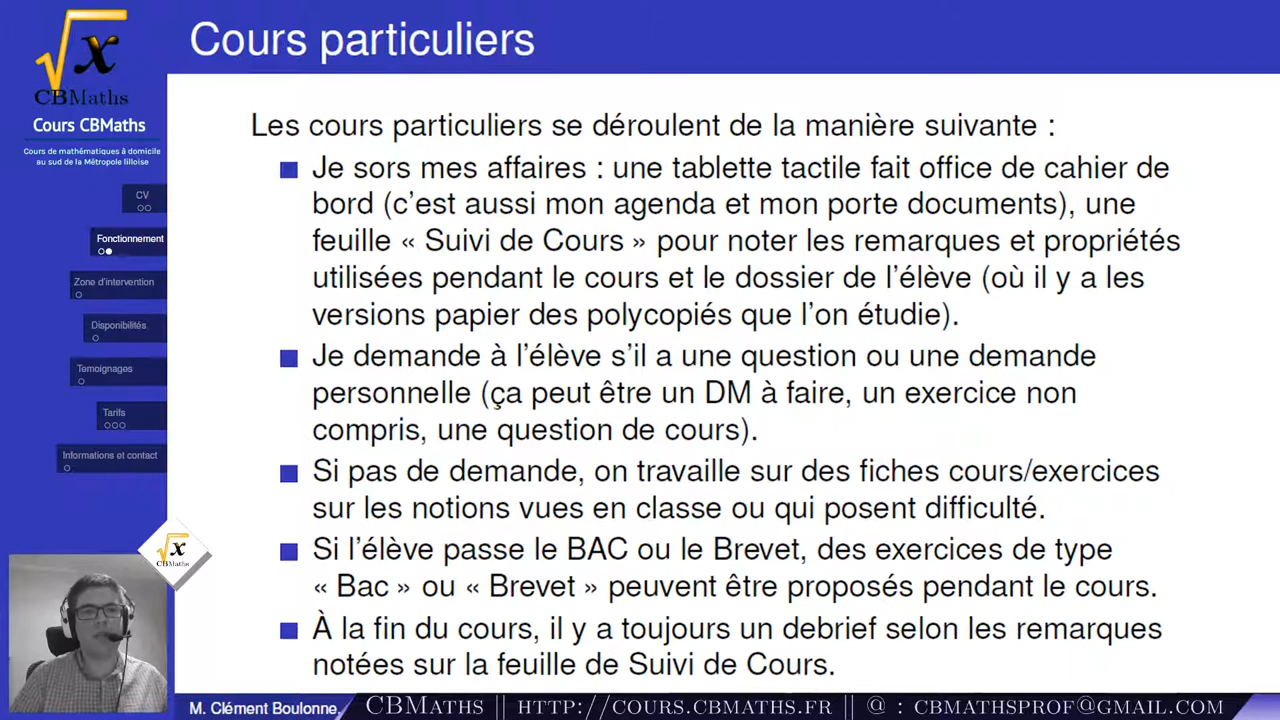 Cours particuliers
√x
CBMaths
Cours CBMaths
Cours de mathématiques à domicile
au sud de la Métropole lilloise
CV
Fonctionnement
Zone d'intervention
Disponibilités
Temoignages
Tarifs
Informations et contact
Les cours particuliers se déroulent de la manière suivante :
Je sors mes affaires : une tablette tactile fait office de cahier de
bord (c'est aussi mon agenda et mon porte documents), une
feuille « Suivi de Cours » pour noter les remarques et propriétés
utilisées pendant le cours et le dossier de l'élève (où il y a les
versions papier des polycopiés que l'on étudie).
Je demande à l'élève s'il a une question ou une demande
personnelle (ça peut être un DM à faire, un exercice non
compris, une question de cours).
Si pas de demande, on travaille sur des fiches cours/exercices
sur les notions vues en classe ou qui posent difficulté.
Si l'élève passe le BAC ou le Brevet, des exercices de type
« Bac » ou « Brevet » peuvent être proposés pendant le cours.
À la fin du cours, il y a toujours un debrief selon les remarques
notées sur la feuille de Suivi de Cours.
√x
CBMaths
M. Clément Boulonne,
CBMaths || http://cours.cbmaths.fr || @ : cbmathsprof@gmail.com